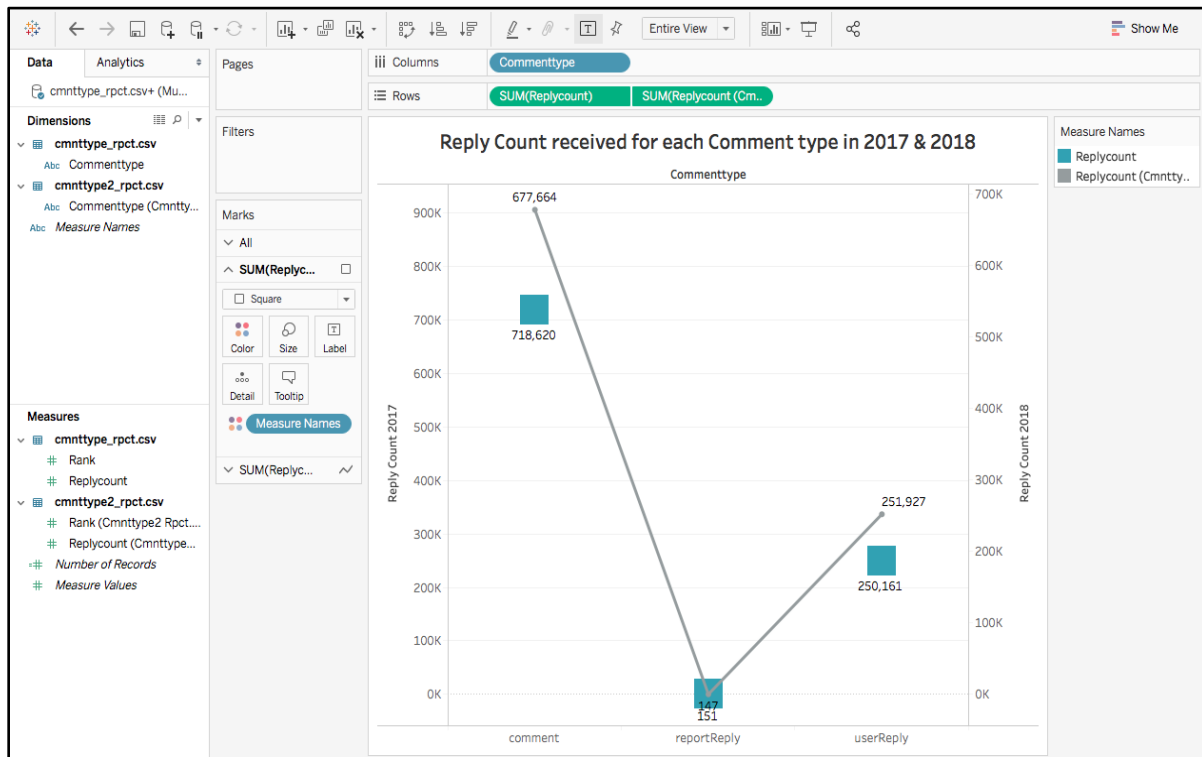 Entire View
Show Me
Data
Analytics
cmnttype_rpct.csv+ (Mu...
Dimensions
cmnttype_rpct.csv
Abc Commenttype
cmnttype2_rpct.csv
Abc Commenttype (Cmntty...
Abc Measure Names
Measures
cmnttype_rpct.csv
# Rank
# Replycount
cmnttype2_rpct.csv
# Rank (Cmnttype2 Rpct....
# Replycount (Cmnttype...
=# Number of Records
# Measure Values
Pages
Filters
Marks
All
SUM(Replyc...
Square
Color
Size
Label
Detail
Tooltip
Measure Names
SUM(Replyc...
Columns
Commenttype
Rows
SUM(Replycount)
SUM(Replycount (Cm..
Reply Count received for each Comment type in 2017 & 2018
Commenttype
Reply Count 2017
900K
800K
700K
600K
500K
400K
300K
200K
100K
0K
677,664
718,620
147
151
251,927
250,161
comment
reportReply
userReply
700K
600K
500K
400K
300K
200K
100K
0K
Reply Count 2018
Measure Names
Replycount
Replycount (Cmntty..